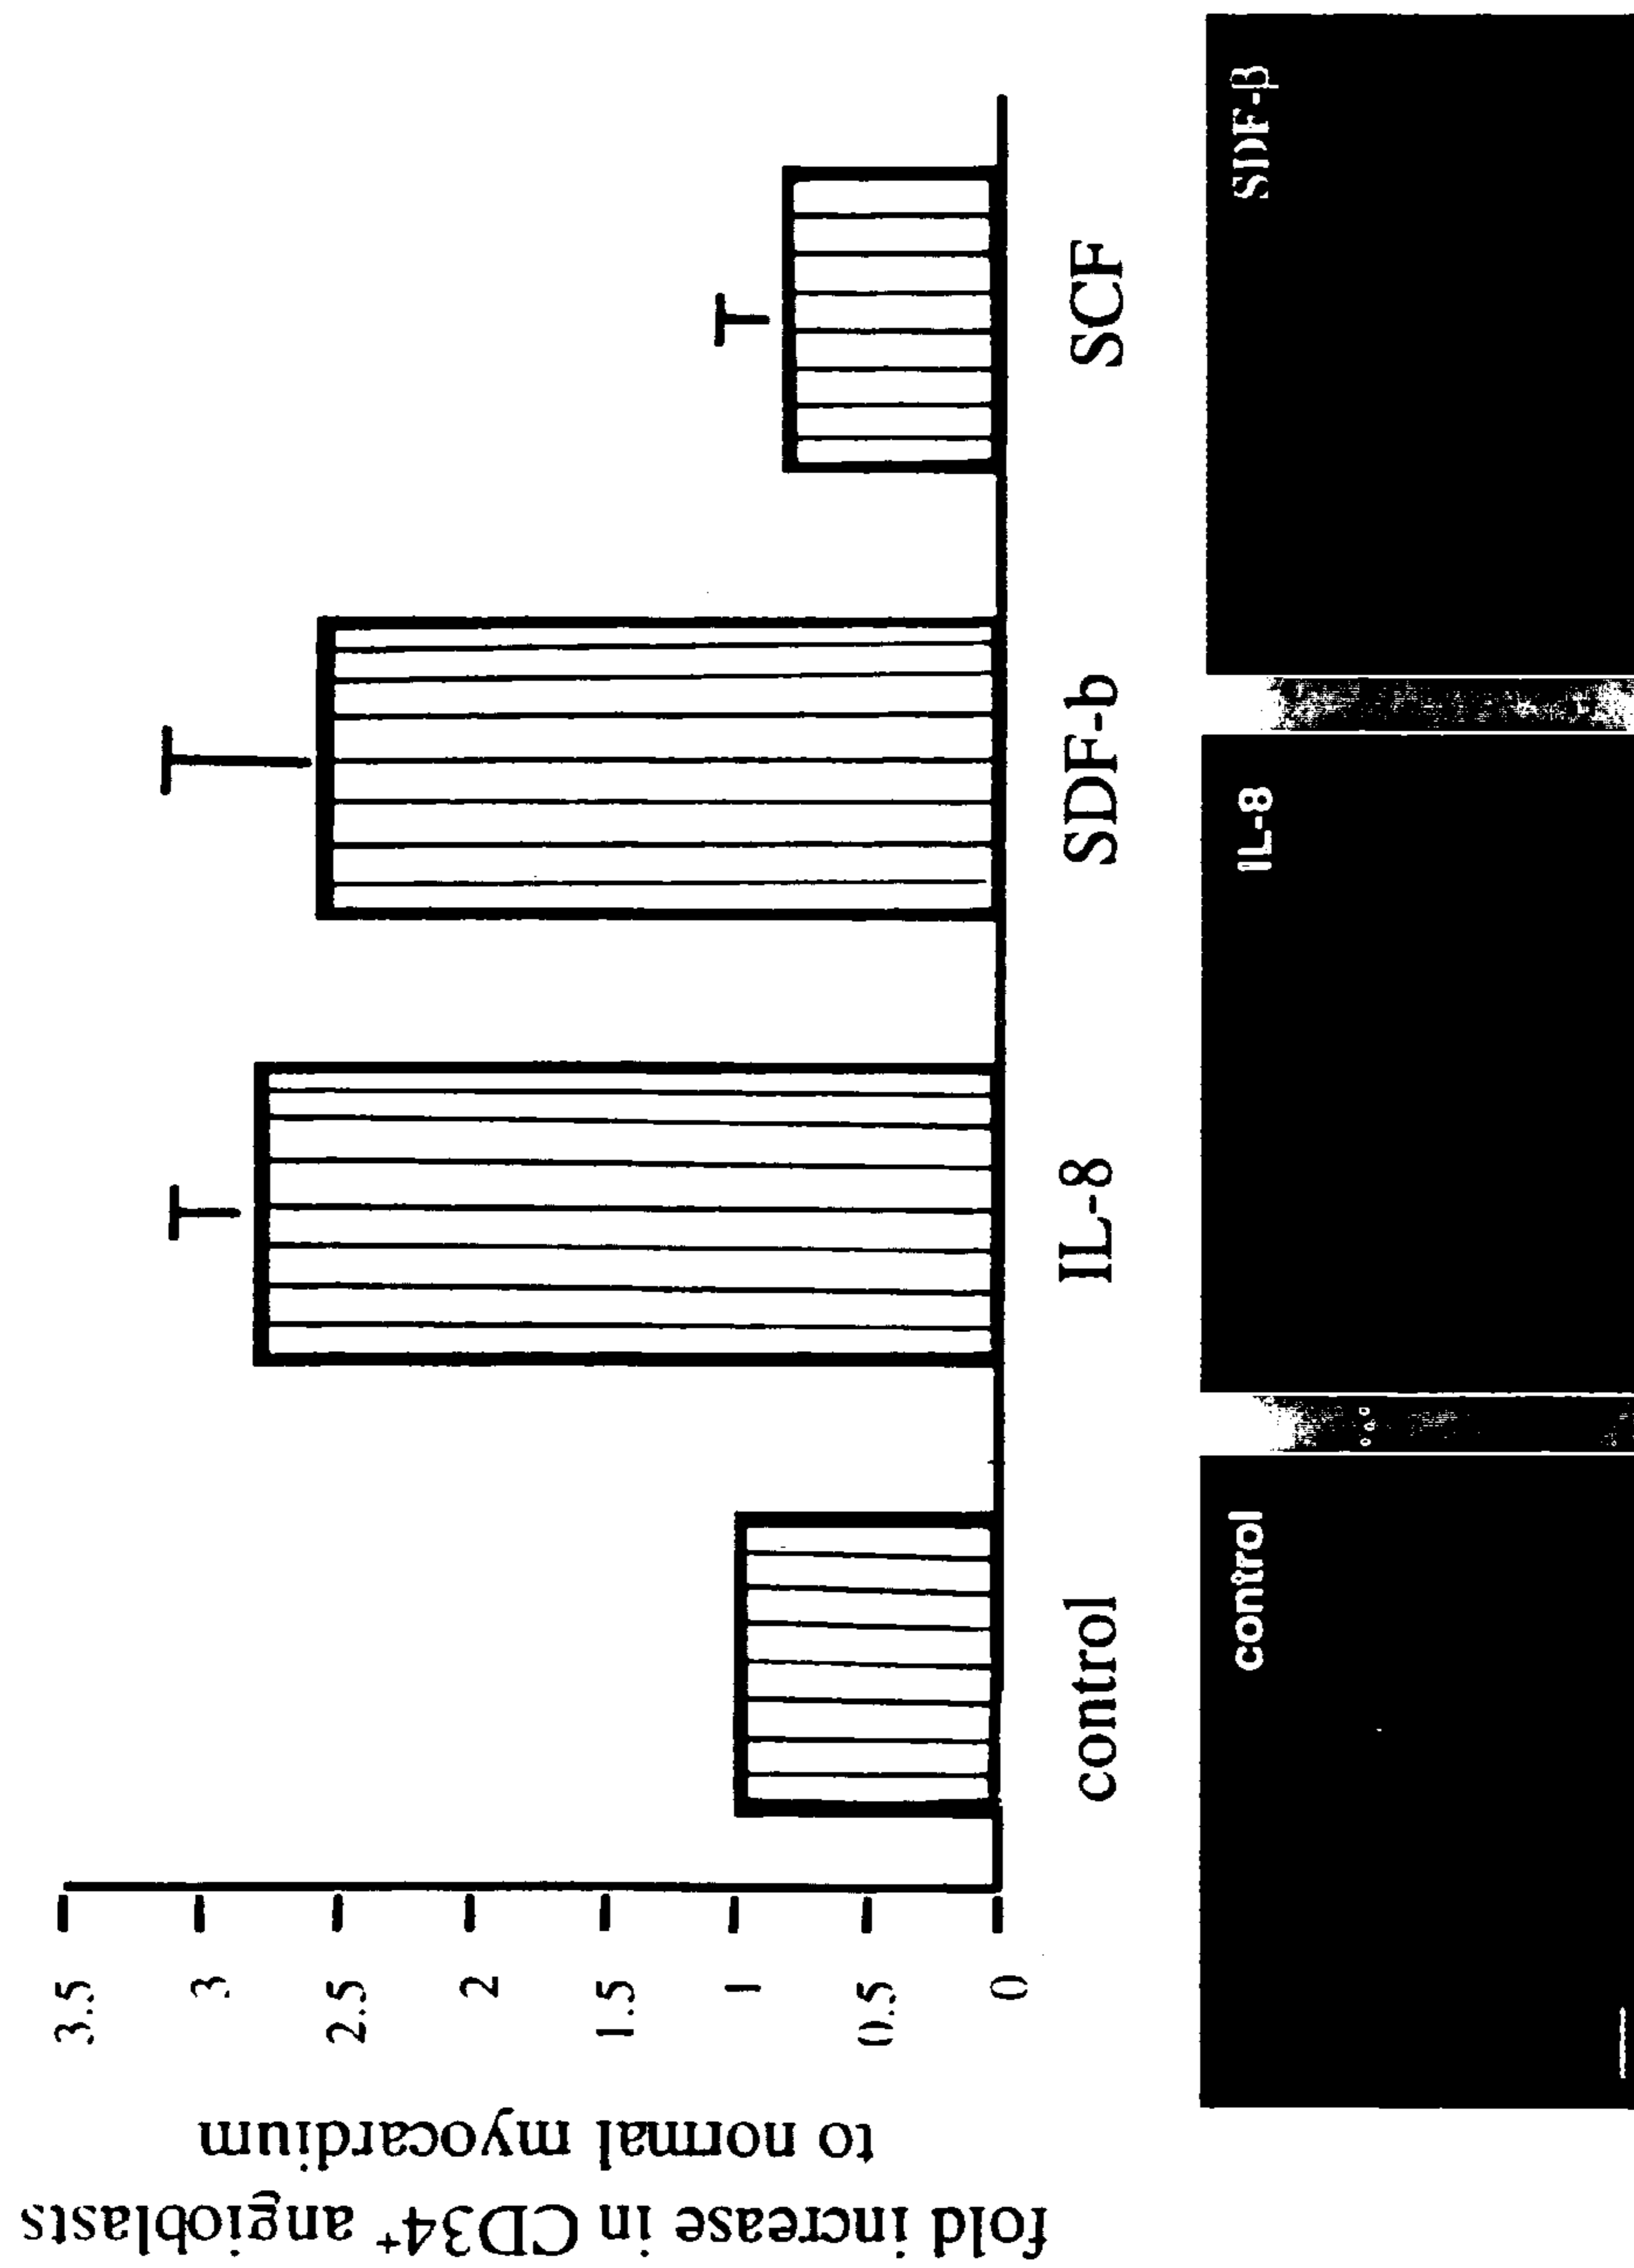 fold increase in CD34⁺ angioblasts
to normal myocardium
3.5
3
2.5
2
1.5
1
0.5
0
control
IL-8
SDF-b
SCF
control
IL-8
SDF-β